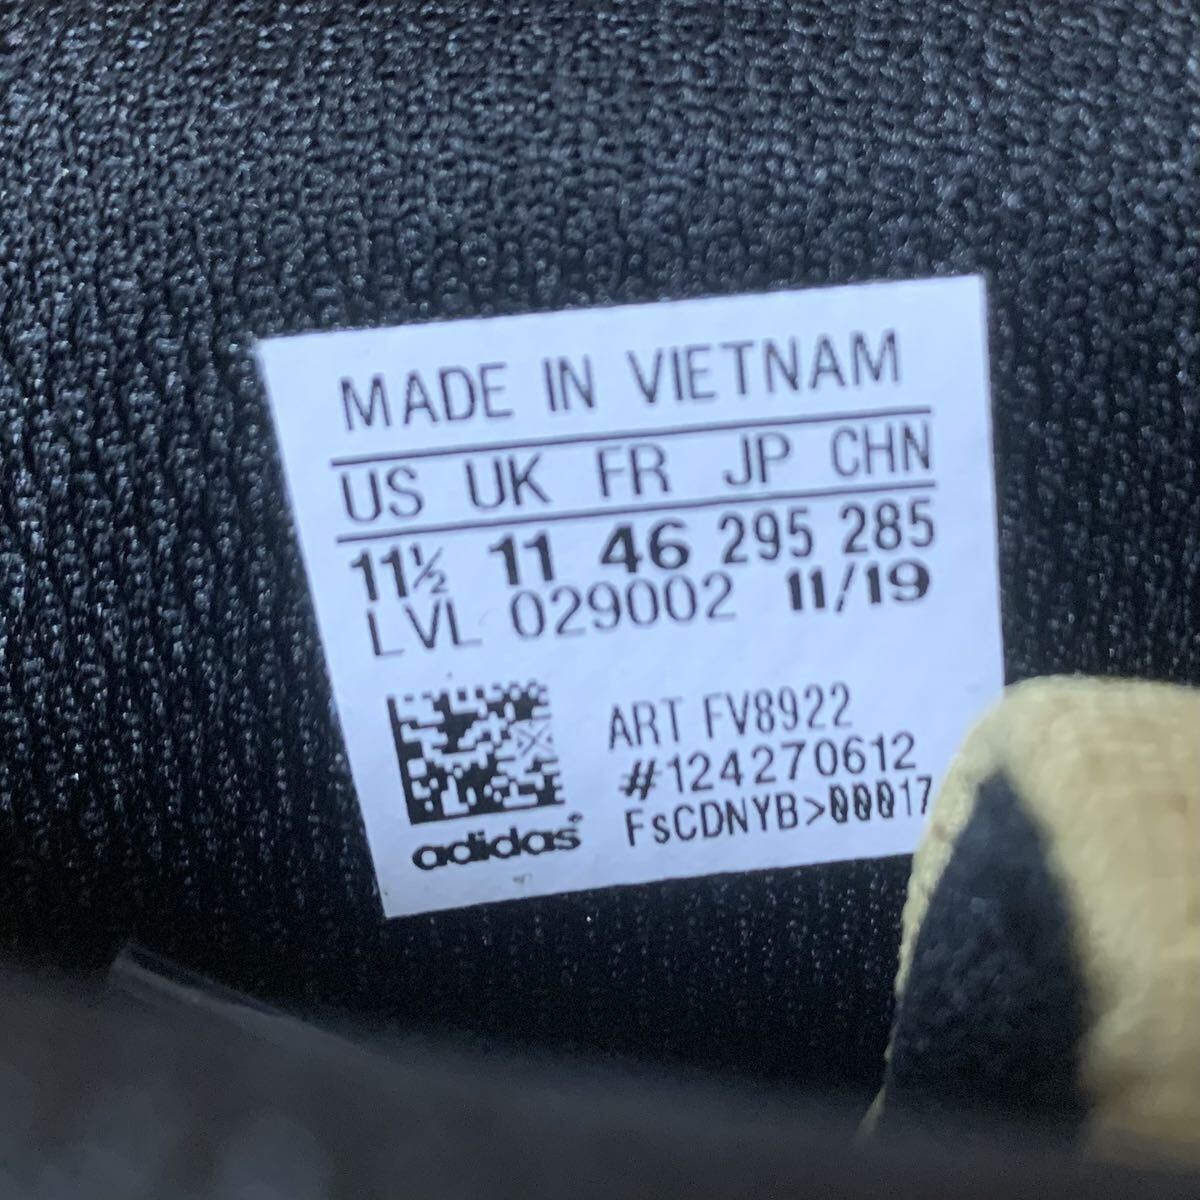 MADE IN VIETNAM
US UK FR JP CHN
11½ 11 46 295 285
LVL 029002 11/19
ART FV8922
#124270612
FsCDNYB>00017
adidas